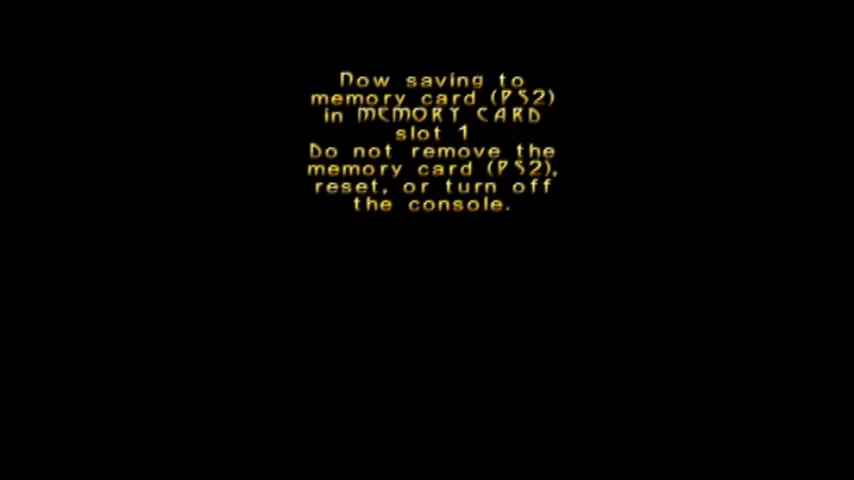 Now saving to
memory card (PS2)
in MEMORY CARD
slot 1
Do not remove the
memory card (PS2),
reset, or turn off
the console.